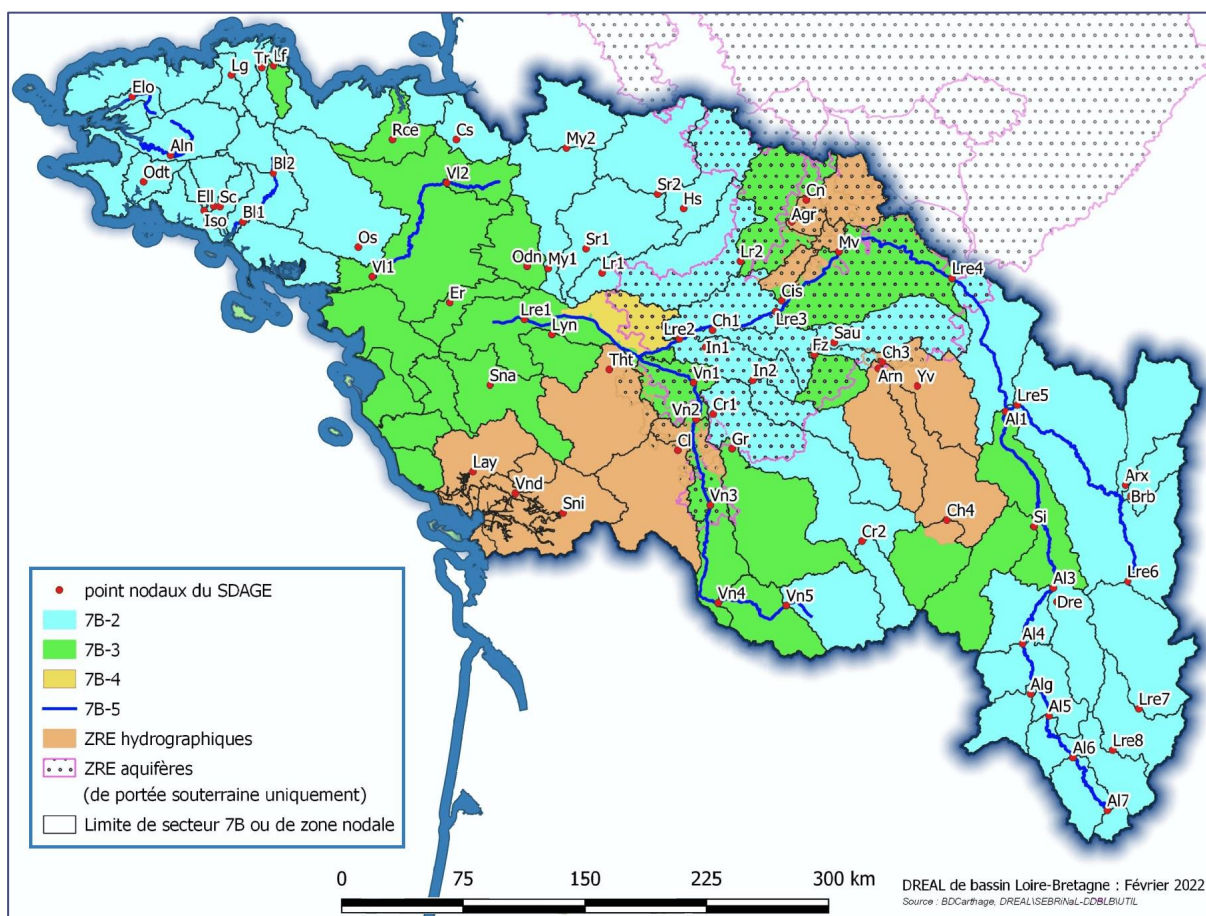 Lg
Tr
Lf
Elo
Rce
Cs
My2
Aln
Odt
Bl2
Vl2
Sr2
Hs
Cn
Agr
Ell
Sc
Iso
Bl1
Os
Vl1
Odn
My1
Sr1
Lr1
Lr2
Mv
Lre4
Er
Lre1
Lyn
Cis
Lre3
Ch1
Lre2
In1
Sau
Fz
Ch3
Arn
Yv
Tht
Sna
Vn1
In2
Vn2
Cr1
Lre5
Al1
Cl
Gr
Lay
Vnd
Sni
Vn3
Arx
Brb
Ch4
Si
Cr2
Vn4
Vn5
Al3
Dre
Lre6
Al4
Alg
Al5
Lre7
Al6
Lre8
Al7
point nodaux du SDAGE
7B-2
7B-3
7B-4
7B-5
ZRE hydrographiques
ZRE aquifères
(de portée souterraine uniquement)
Limite de secteur 7B ou de zone nodale
0 75 150 225 300 km
DREAL de bassin Loire-Bretagne : Février 2022
Source : BDCarthage, DREAL\SEBRiNaL-DDBLB\UTIL